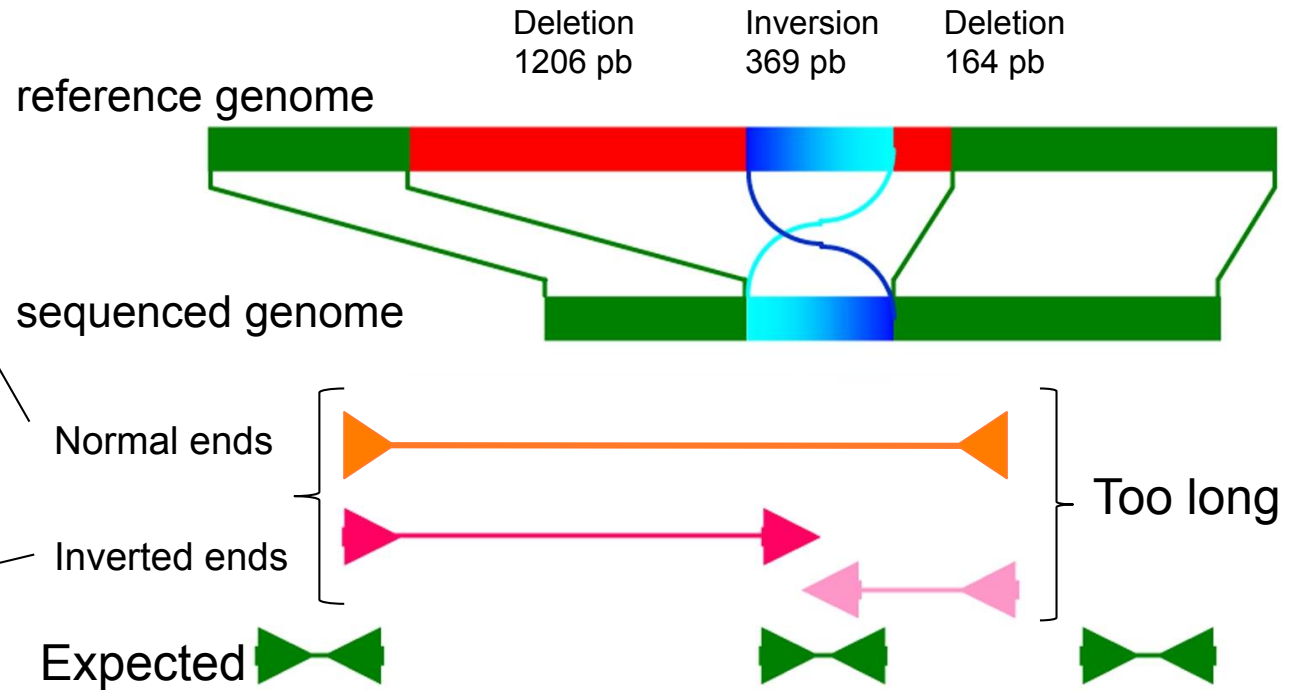 Deletion
1206 pb
Inversion
369 pb
Deletion
164 pb
reference genome
sequenced genome
Normal ends
Inverted ends
Too long
Expected